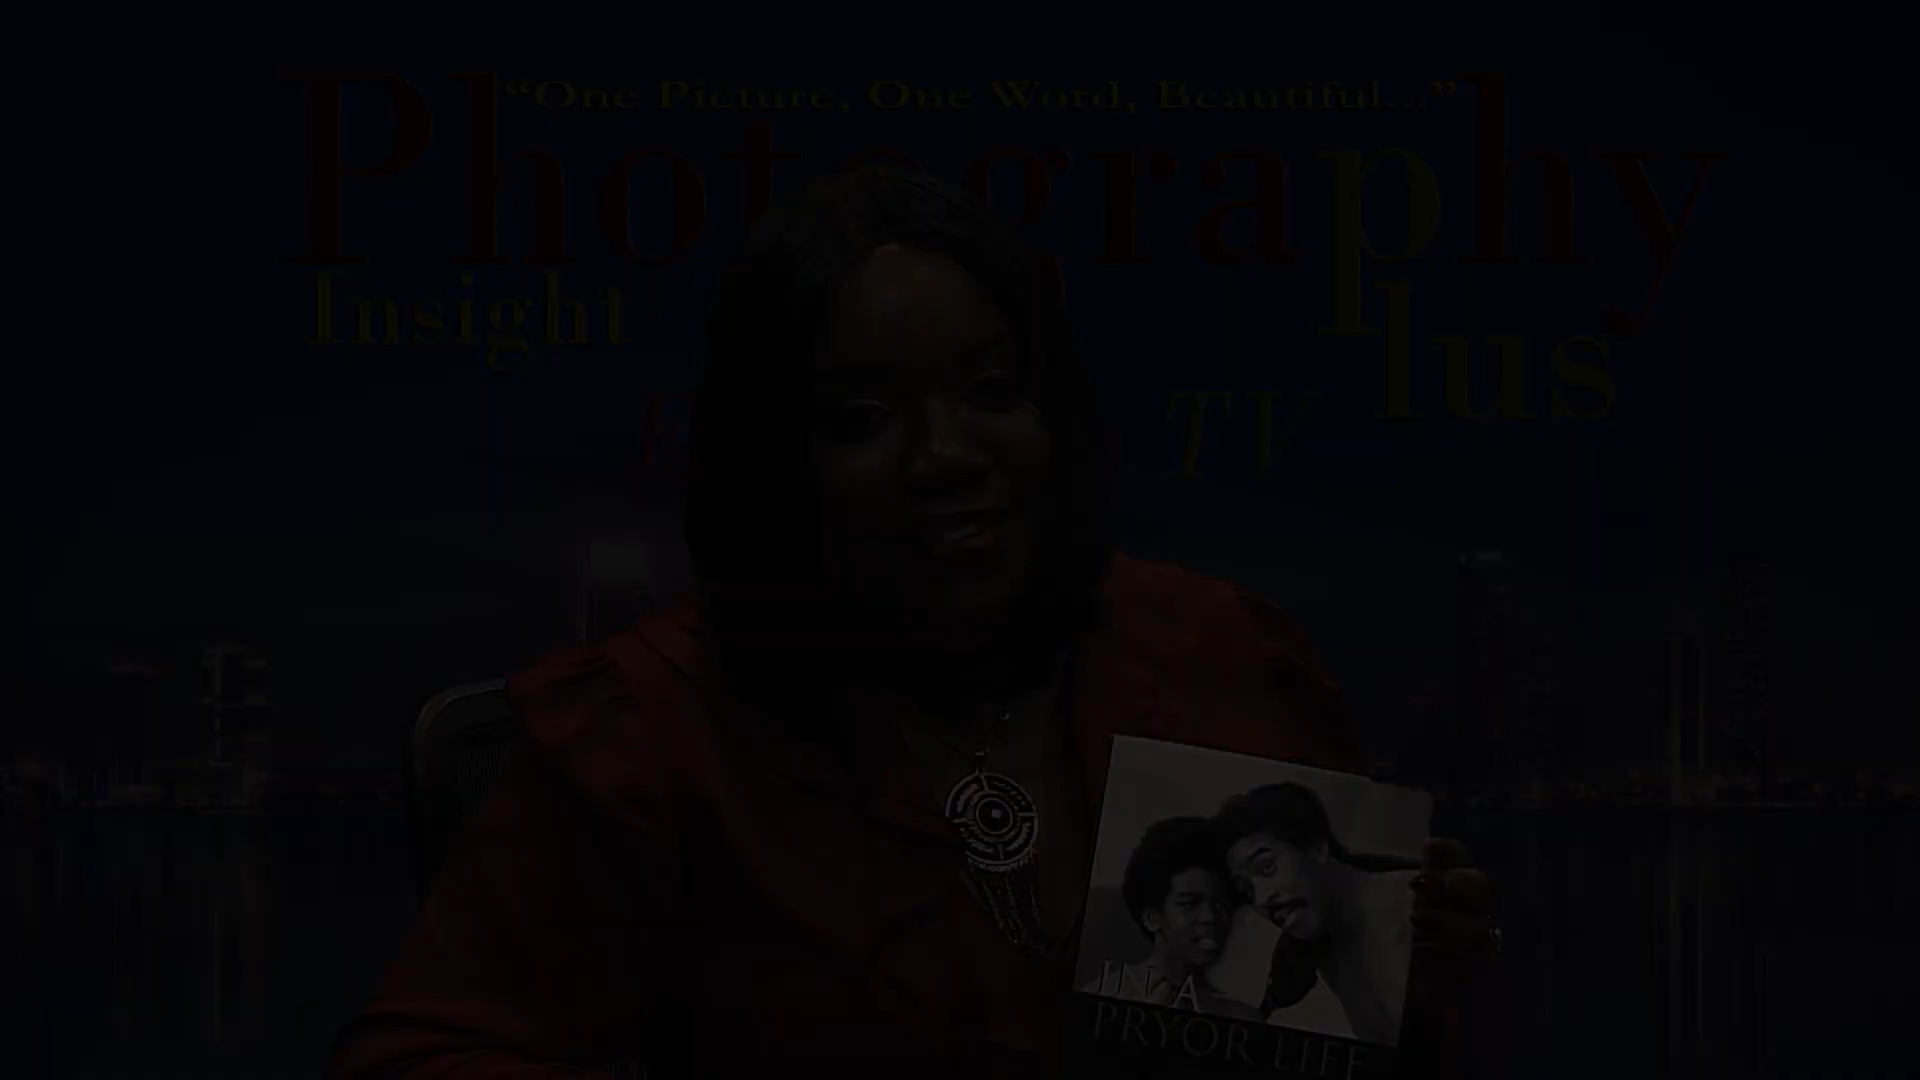 “One Picture, One Word, Beautiful...”
Photography
Insight
Plus
TV
IN A
PRYOR LIFE